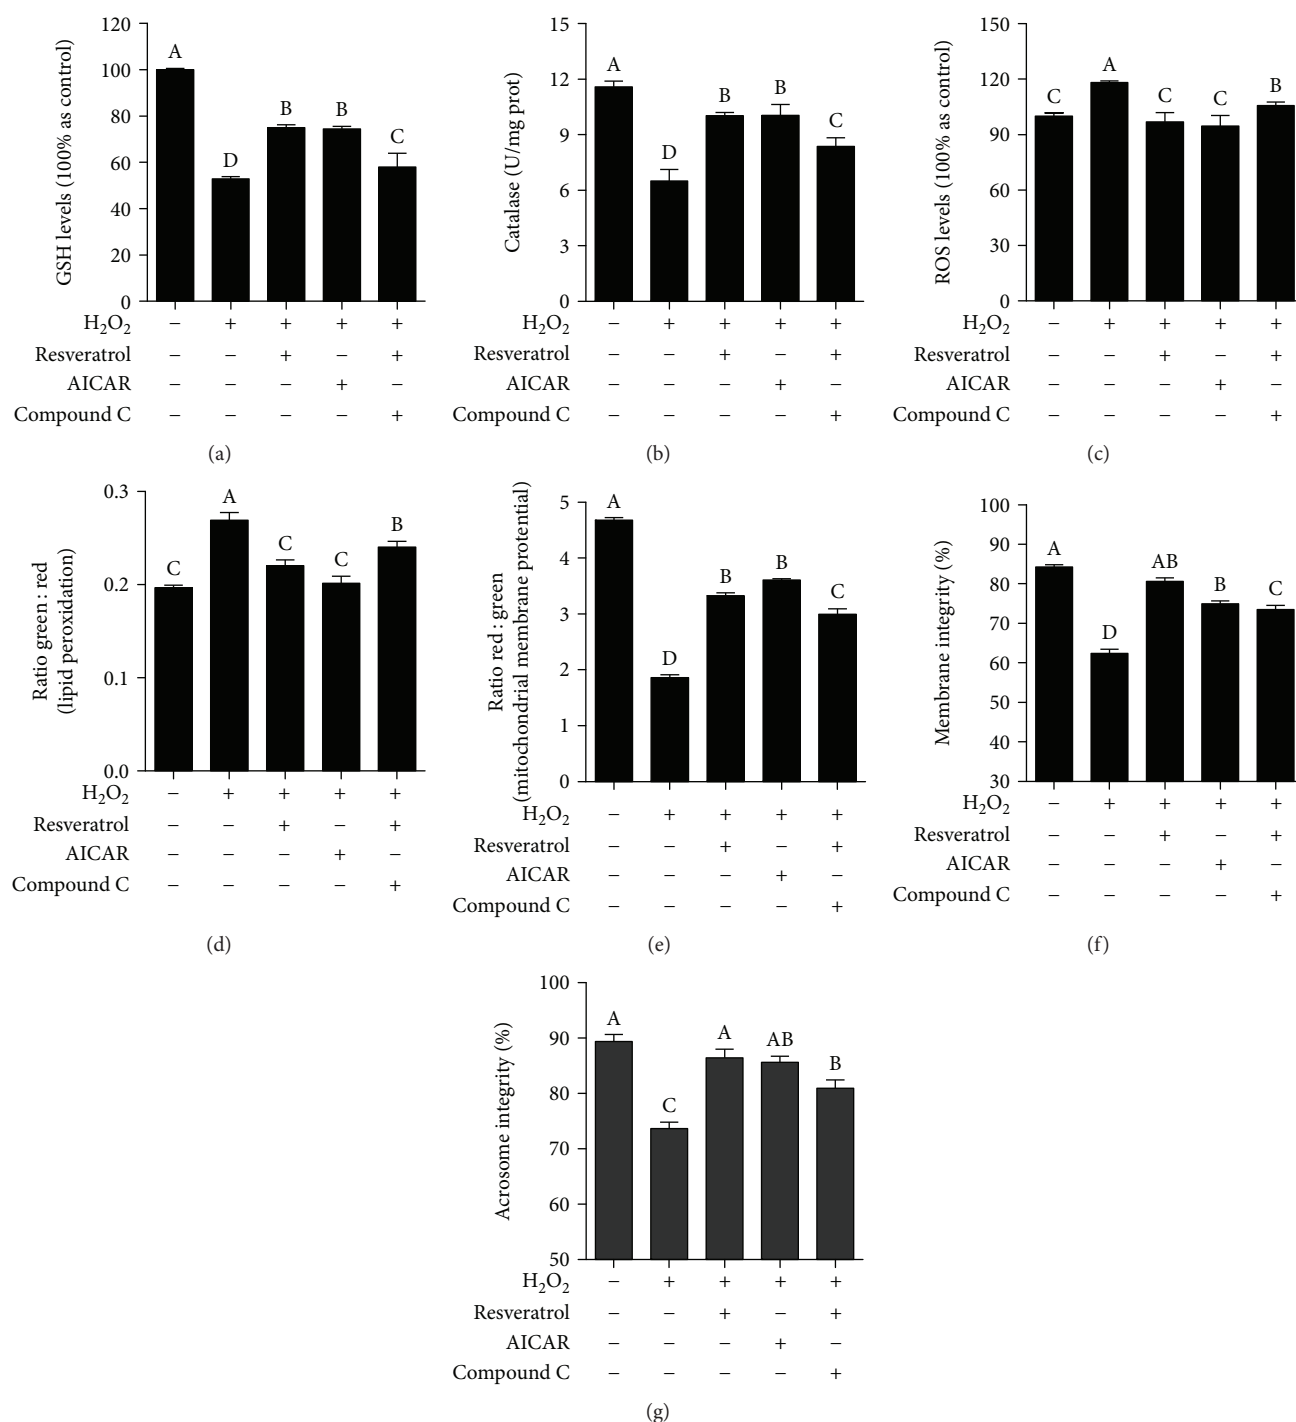 GSH levels (100% as control)
120
100
80
60
40
20
0
A
D
B
B
C
H₂O₂ − + + + +
Resveratrol − − + − +
AICAR − − − + −
Compound C − − − − +
(a)
Catalase (U/mg prot)
15
12
9
6
3
0
A
D
B
B
C
H₂O₂ − + + + +
Resveratrol − − + − +
AICAR − − − + −
Compound C − − − − +
(b)
ROS levels (100% as control)
150
120
90
60
30
0
C
A
C
C
B
H₂O₂ − + + + +
Resveratrol − − + − +
AICAR − − − + −
Compound C − − − − +
(c)
Ratio green : red
(lipid peroxidation)
0.3
0.2
0.1
0.0
C
A
C
C
B
H₂O₂ − + + + +
Resveratrol − − + − +
AICAR − − − + −
Compound C − − − − +
(d)
Ratio red : green
(mitochondrial membrane protential)
5
4
3
2
1
0
A
D
B
B
C
H₂O₂ − + + + +
Resveratrol − − + − +
AICAR − − − + −
Compound C − − − − +
(e)
Membrane integrity (%)
100
90
80
70
60
50
40
30
A
D
AB
B
C
H₂O₂ − + + + +
Resveratrol − − + − +
AICAR − − − + −
Compound C − − − − +
(f)
Acrosome integrity (%)
100
90
80
70
60
50
A
C
A
AB
B
H₂O₂ − + + + +
Resveratrol − − + − +
AICAR − − − + −
Compound C − − − − +
(g)